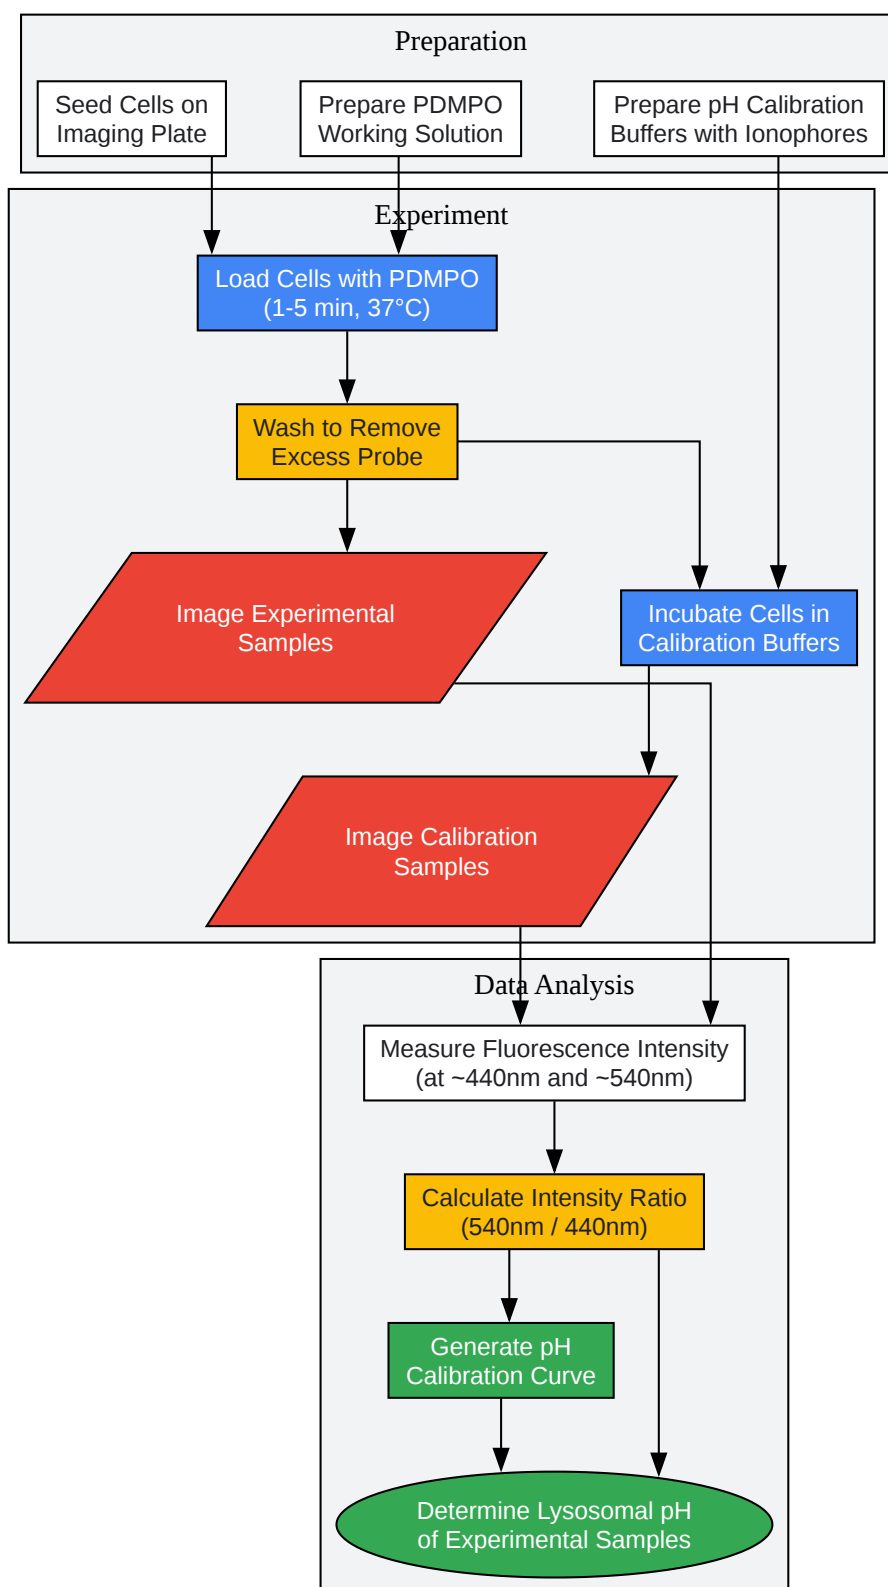 Preparation
Seed Cells on
Imaging Plate
Prepare PDMPO
Working Solution
Prepare pH Calibration
Buffers with Ionophores
Experiment
Load Cells with PDMPO
(1-5 min, 37°C)
Wash to Remove
Excess Probe
Image Experimental
Samples
Incubate Cells in
Calibration Buffers
Image Calibration
Samples
Data Analysis
Measure Fluorescence Intensity
(at ~440nm and ~540nm)
Calculate Intensity Ratio
(540nm / 440nm)
Generate pH
Calibration Curve
Determine Lysosomal pH
of Experimental Samples